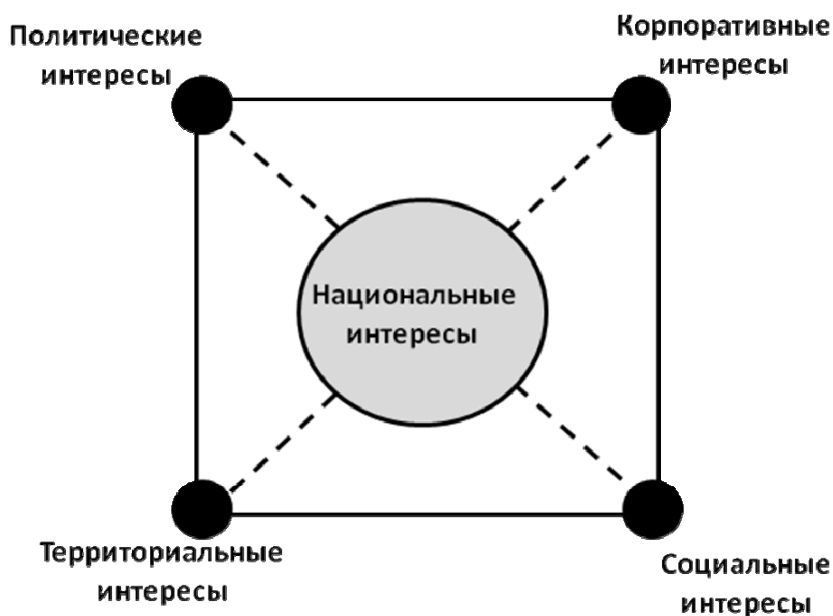 Политические
интересы
Корпоративные
интересы
Национальные
интересы
Территориальные
интересы
Социальные
интересы